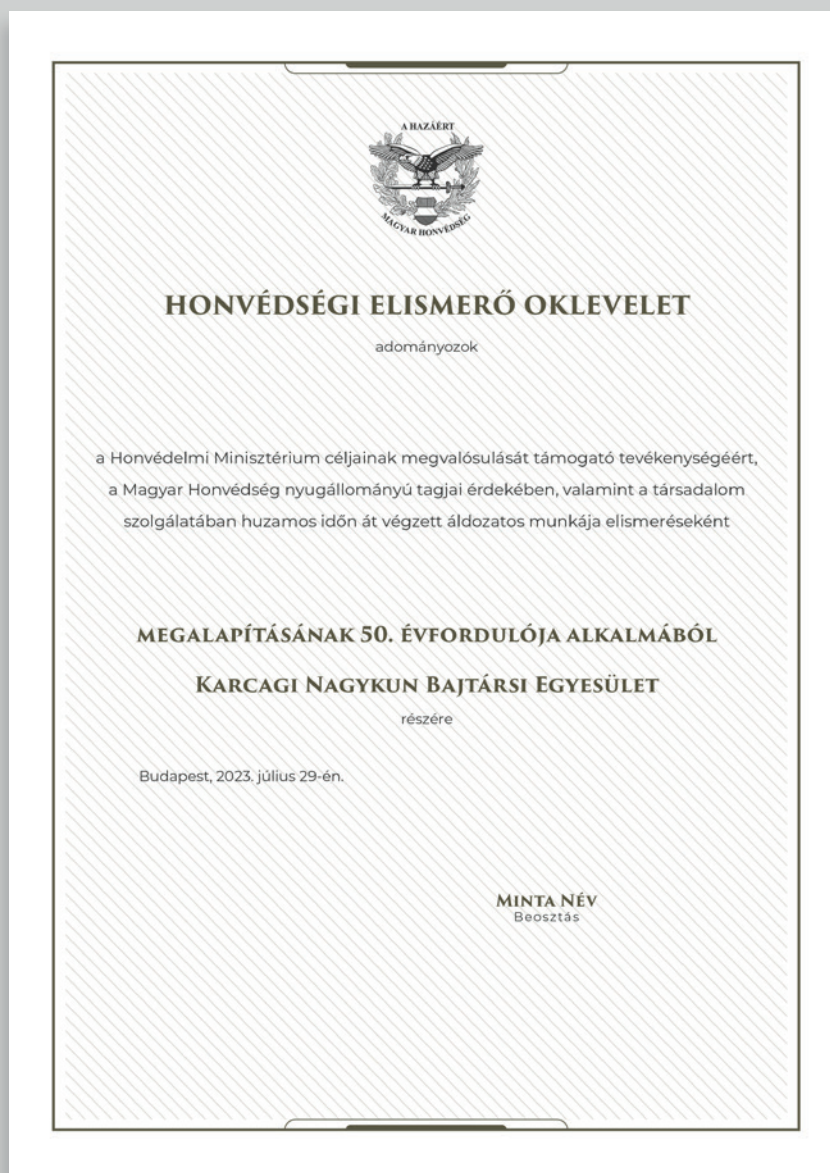 A HAZÁÉRT
MAGYAR HONVÉDSÉG
HONVÉDSÉGI ELISMERŐ OKLEVELET
adományozok
a Honvédelmi Minisztérium céljainak megvalósulását támogató tevékenységéért,
a Magyar Honvédség nyugállományú tagjai érdekében, valamint a társadalom
szolgálatában huzamos időn át végzett áldozatos munkája elismeréseként
MEGALAPÍTÁSÁNAK 50. ÉVFORDULÓJA ALKALMÁBÓL
KARCAGI NAGYKUN BAJTÁRSI EGYESÜLET
részére
Budapest, 2023. július 29-én.
MINTA NÉV
Beosztás